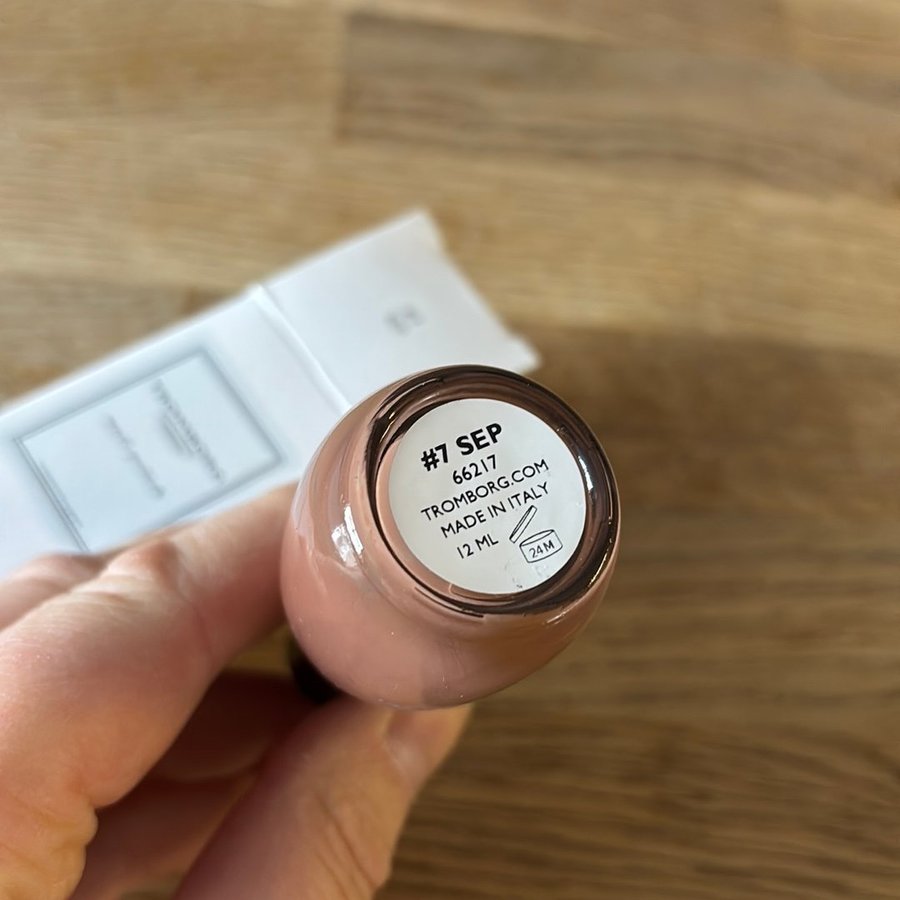 #7 SEP
66217
TROMBORG.COM
MADE IN ITALY
12 ML
24M